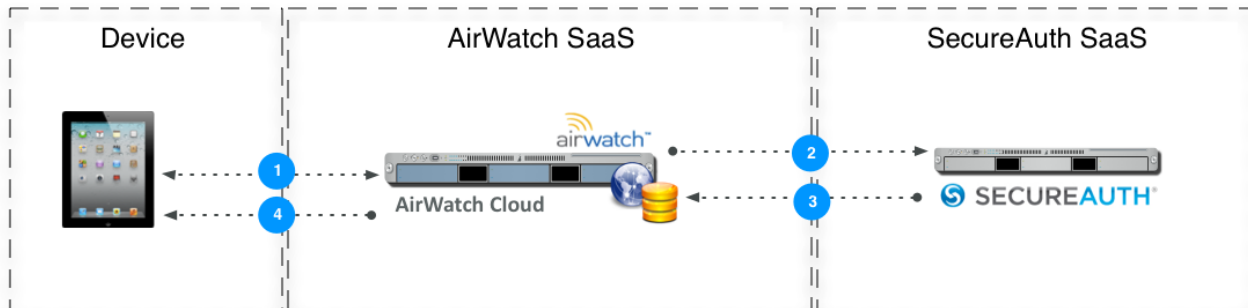 Device
AirWatch SaaS
SecureAuth SaaS
airwatch™
1
2
3
4
AirWatch Cloud
SECUREAUTH®